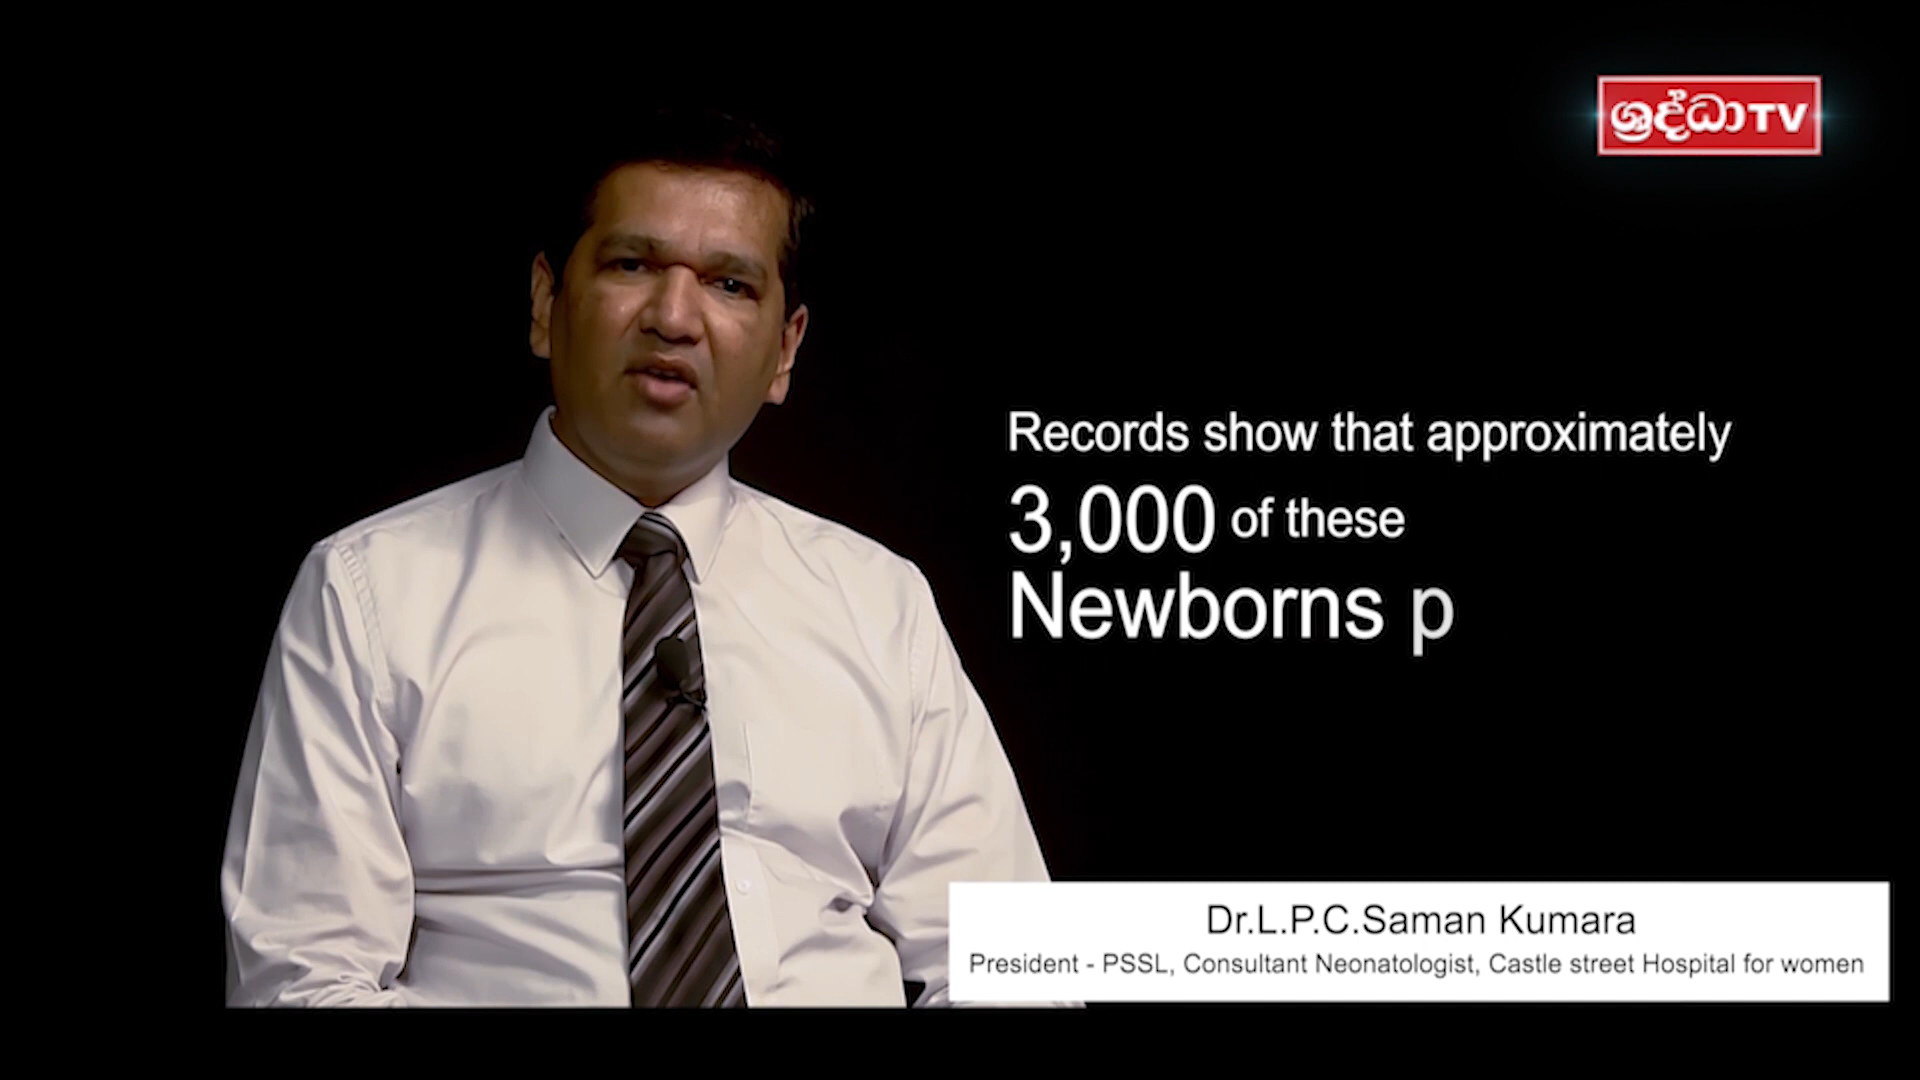 ශ්‍රද්ධාTV
Records show that approximately
3,000 of these
Newborns p
Dr.L.P.C.Saman Kumara
President - PSSL, Consultant Neonatologist, Castle street Hospital for women